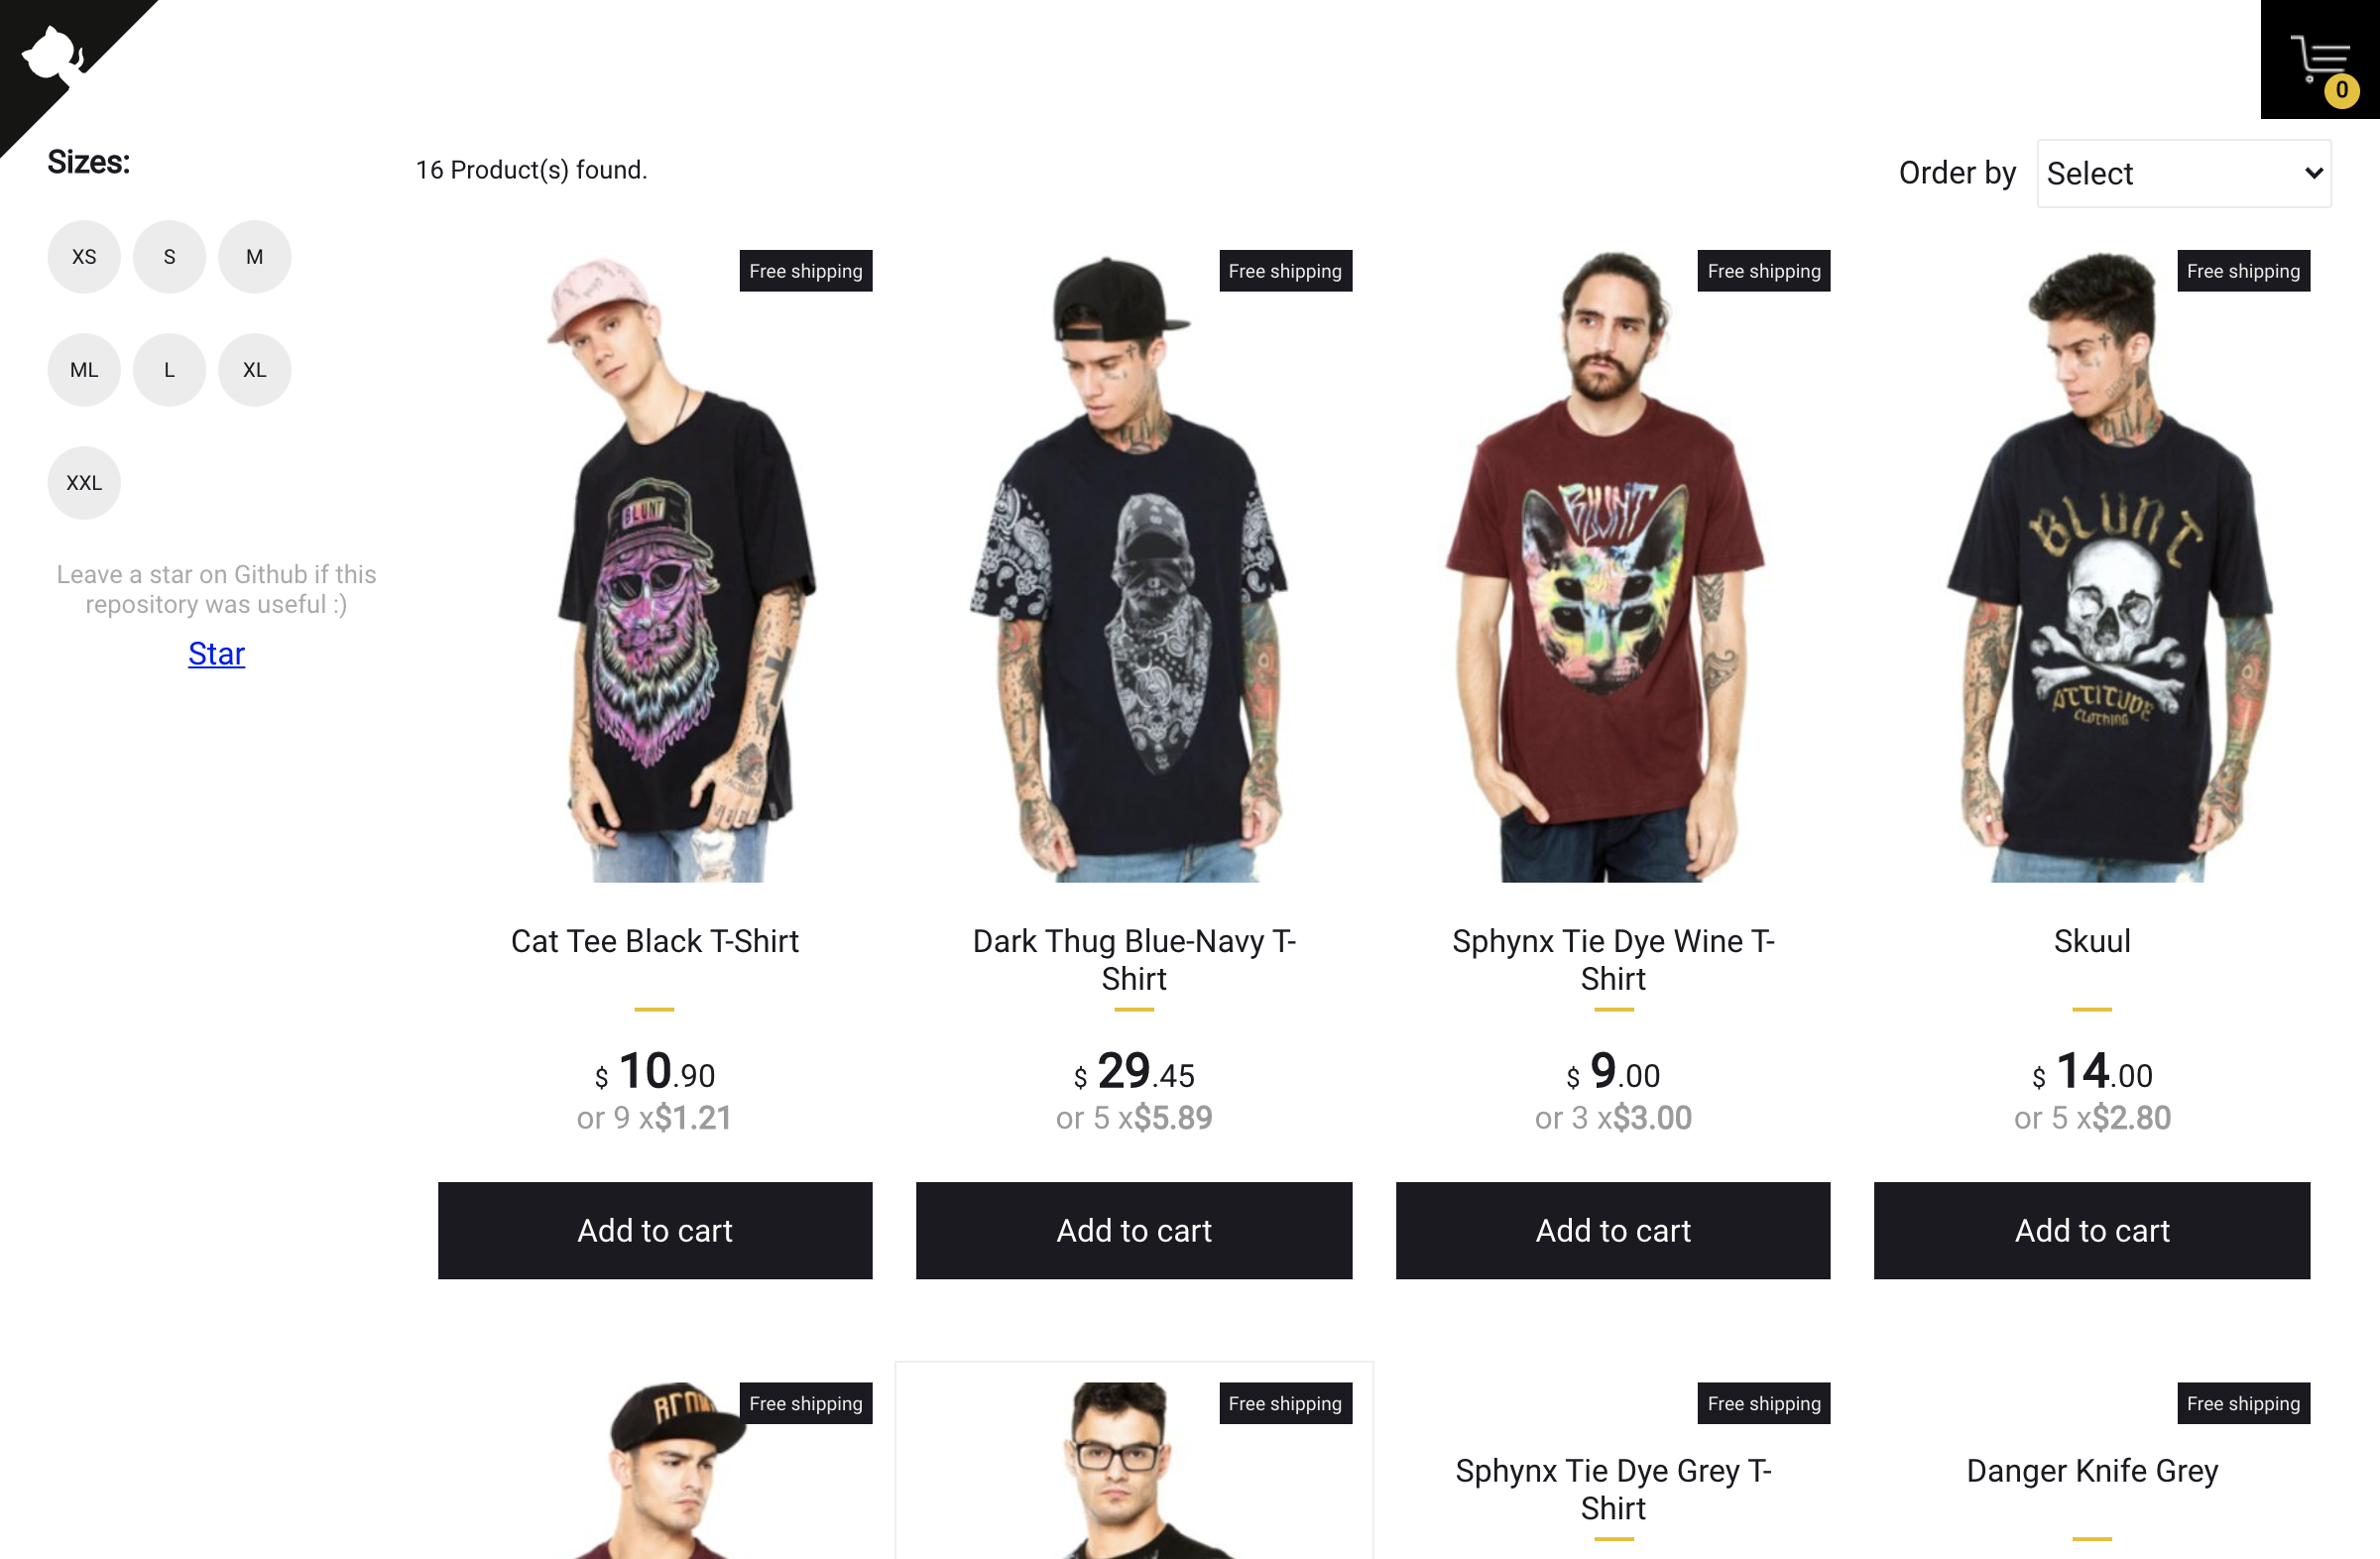 0
Sizes:
16 Product(s) found.
Order by
Select
XS
S
M
ML
L
XL
XXL
Leave a star on Github if this
repository was useful :)
Star
Free shipping
Free shipping
Free shipping
Free shipping
BLUNT
BLUNT
BLUNT
ATTITUDE
CLOTHING
Cat Tee Black T-Shirt
$ 10.90
or 9 x$1.21
Add to cart
Dark Thug Blue-Navy T-
Shirt
$ 29.45
or 5 x$5.89
Add to cart
Sphynx Tie Dye Wine T-
Shirt
$ 9.00
or 3 x$3.00
Add to cart
Skuul
$ 14.00
or 5 x$2.80
Add to cart
Free shipping
Free shipping
Free shipping
Sphynx Tie Dye Grey T-
Shirt
Free shipping
Danger Knife Grey